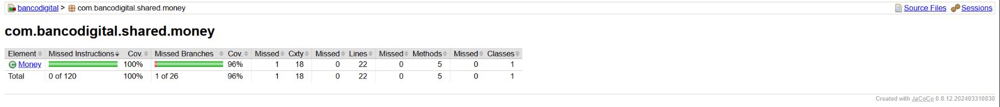 bancodigital > com.bancodigital.shared.money Source Files Sessions
com.bancodigital.shared.money
Element Missed Instructions Cov. Missed Branches Cov. Missed Cxty Missed Lines Missed Methods Missed Classes
Money 100% 96% 1 18 0 22 0 5 0 1
Total 0 of 120 100% 1 of 26 96% 1 18 0 22 0 5 0 1
Created with JaCoCo 0.8.12.202403310830